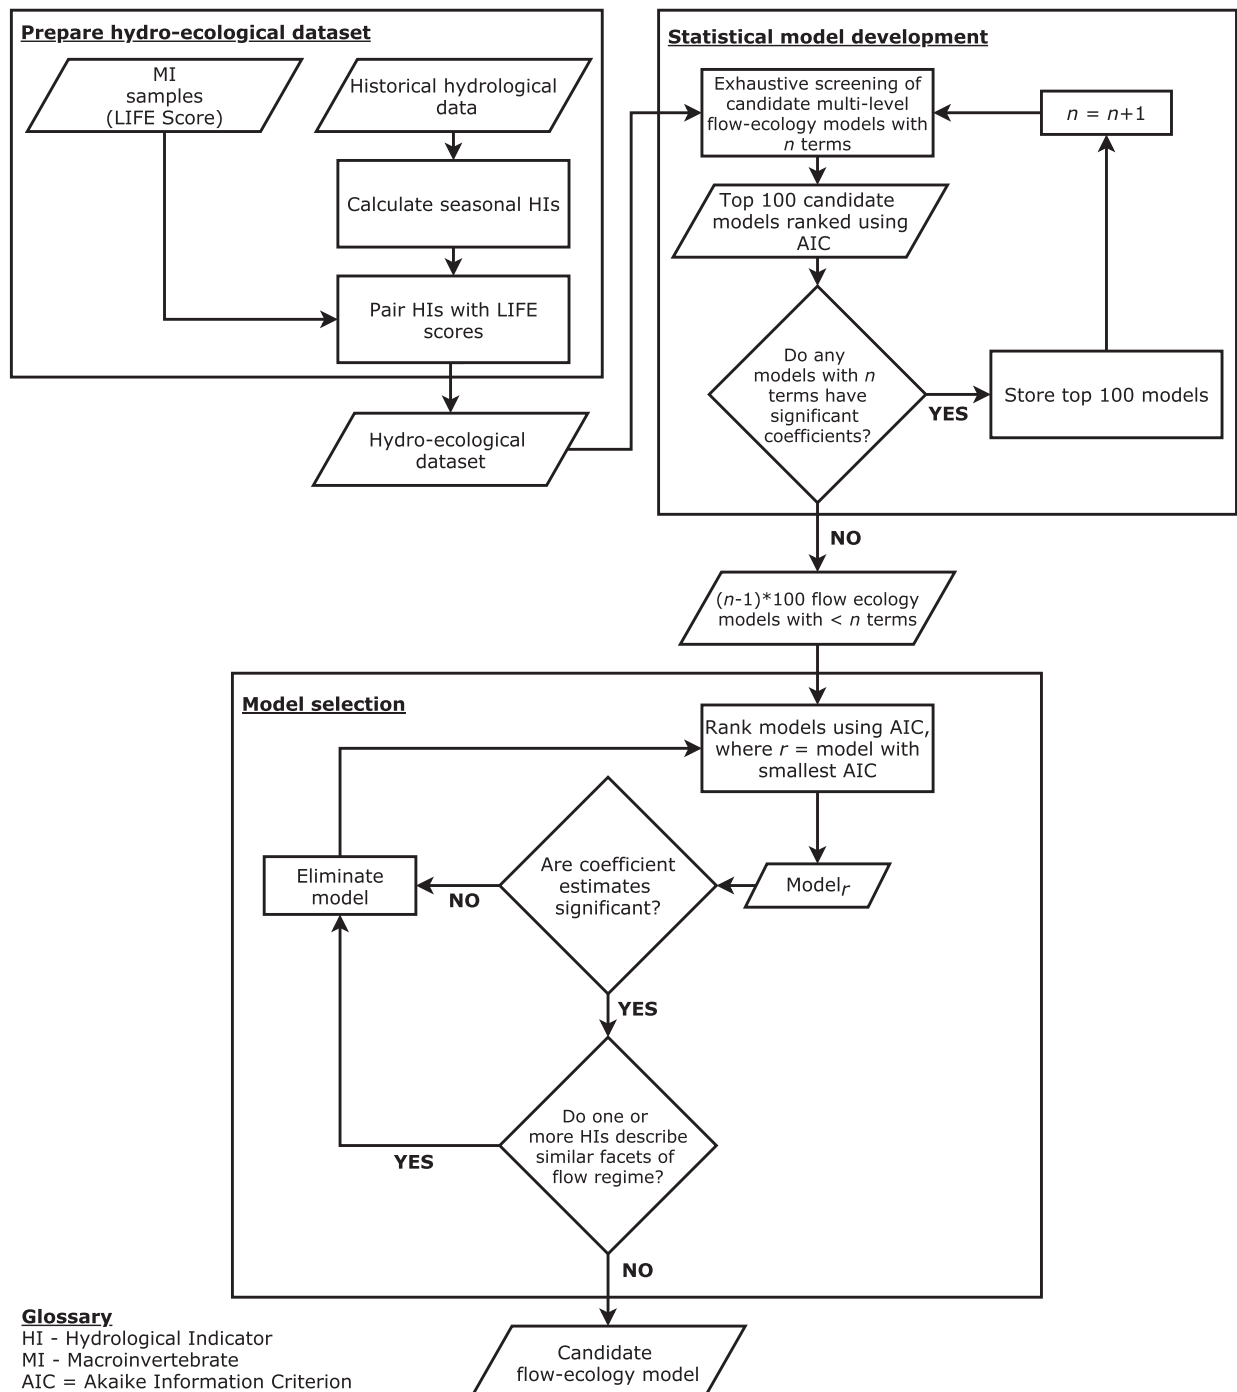 Prepare hydro-ecological dataset
MI
samples
(LIFE Score)
Historical hydrological
data
Calculate seasonal HIs
Pair HIs with LIFE
scores
Hydro-ecological
dataset
Statistical model development
Exhaustive screening of
candidate multi-level
flow-ecology models with
n terms
n = n+1
Top 100 candidate
models ranked using
AIC
Do any
models with n
terms have
significant
coefficients?
YES
Store top 100 models
NO
(n-1)*100 flow ecology
models with < n terms
Model selection
Rank models using AIC,
where r = model with
smallest AIC
Modelr
Are coefficient
estimates
significant?
NO
Eliminate
model
YES
Do one or
more HIs describe
similar facets of
flow regime?
YES
NO
Candidate
flow-ecology model
Glossary
HI - Hydrological Indicator
MI - Macroinvertebrate
AIC = Akaike Information Criterion